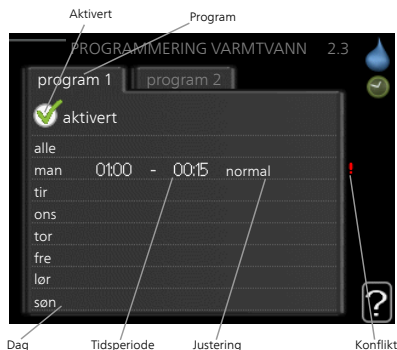 Aktivert
Program
PROGRAMMERING VARMTVANN 2.3
program 1 program 2
aktivert
alle
man 01:00 - 00:15 normal !
tir
ons
tor
fre
lør
søn
?
Dag Tidsperiode Justering Konflikt